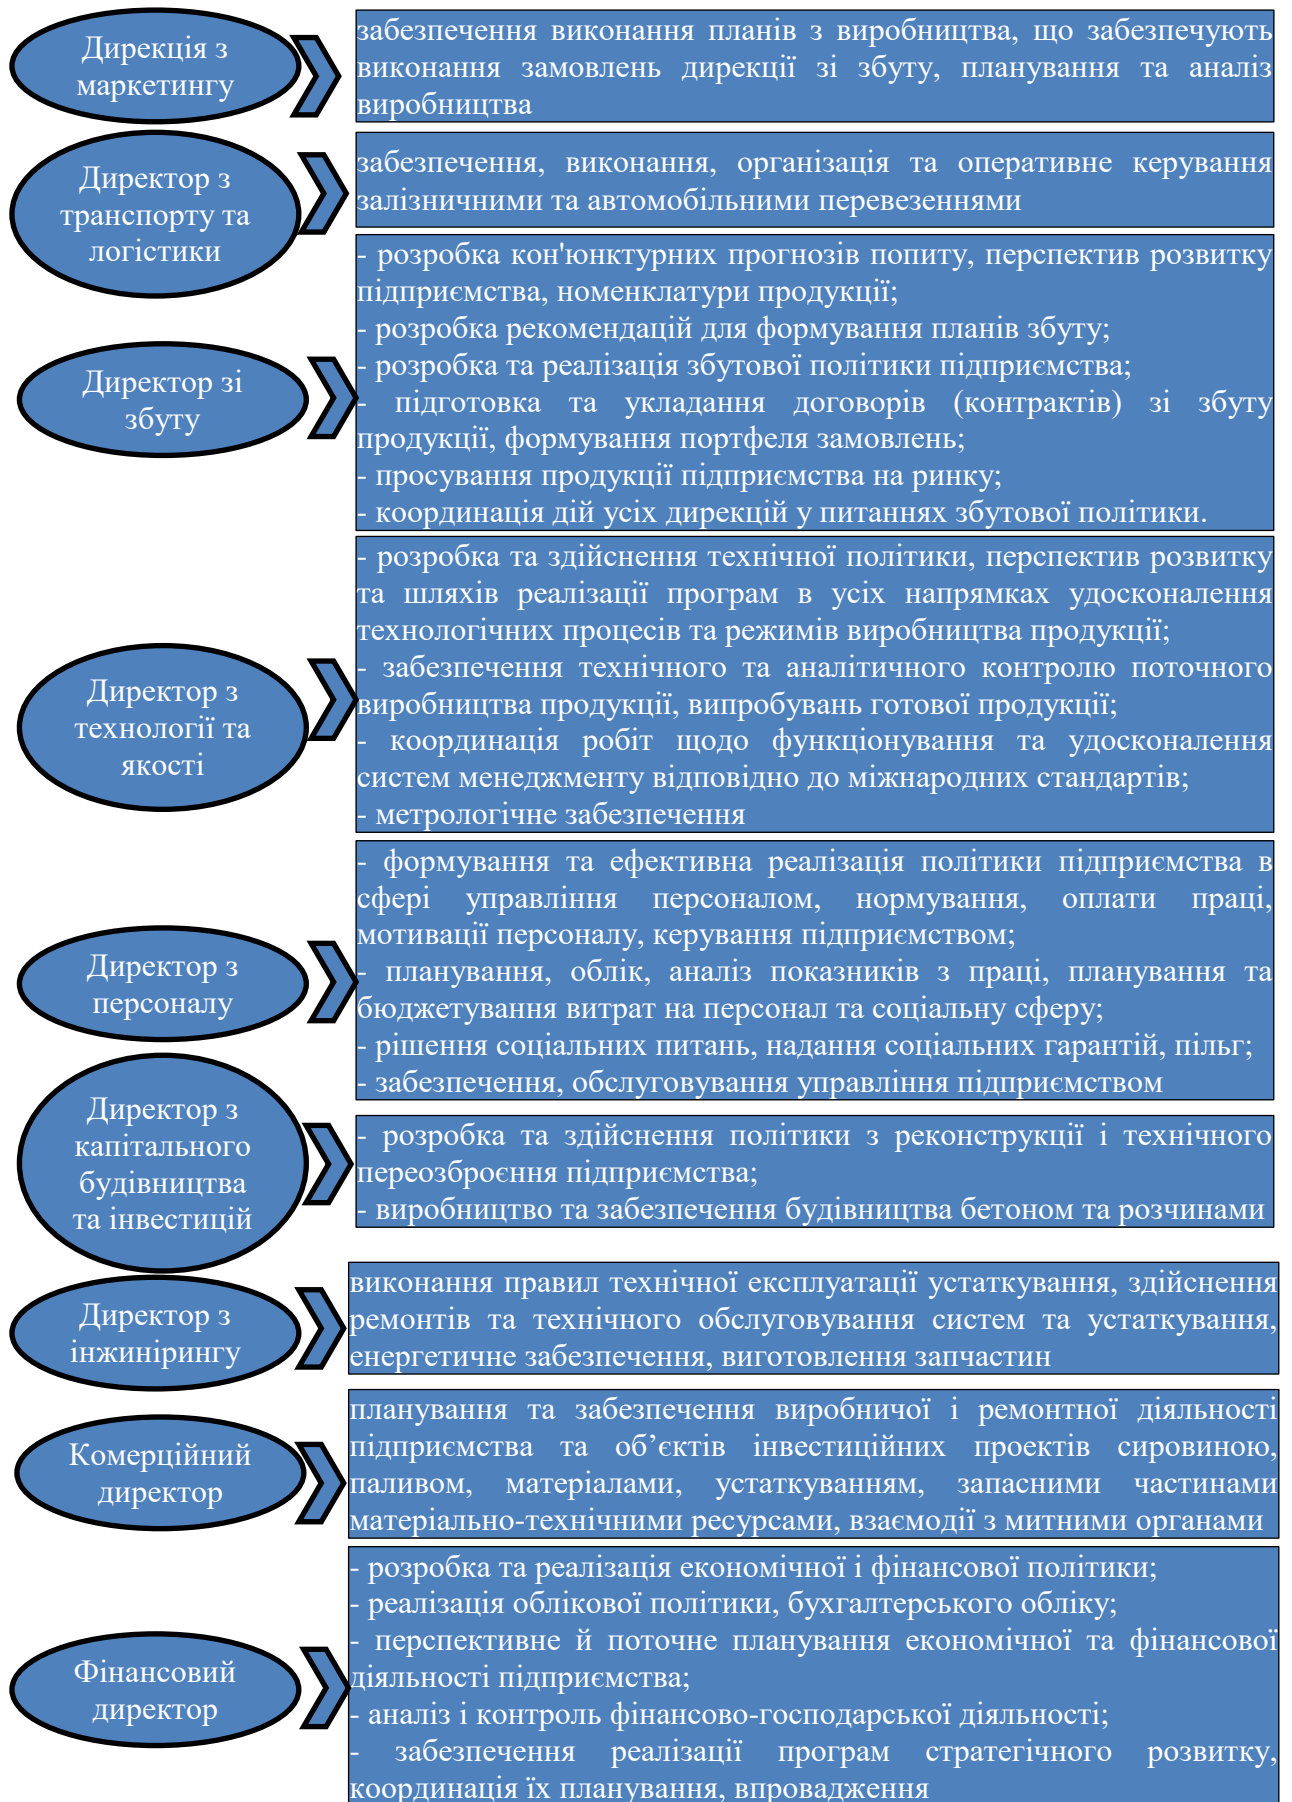 Дирекція з
маркетингу
забезпечення виконання планів з виробництва, що забезпечують
виконання замовлень дирекції зі збуту, планування та аналіз
виробництва
Директор з
транспорту та
логістики
забезпечення, виконання, організація та оперативне керування
залізничними та автомобільними перевезеннями
Директор зі
збуту
- розробка кон'юнктурних прогнозів попиту, перспектив розвитку
підприємства, номенклатури продукції;
- розробка рекомендацій для формування планів збуту;
- розробка та реалізація збутової політики підприємства;
- підготовка та укладання договорів (контрактів) зі збуту
продукції, формування портфеля замовлень;
- просування продукції підприємства на ринку;
- координація дій усіх дирекцій у питаннях збутової політики.
Директор з
технології та
якості
- розробка та здійснення технічної політики, перспектив розвитку
та шляхів реалізації програм в усіх напрямках удосконалення
технологічних процесів та режимів виробництва продукції;
- забезпечення технічного та аналітичного контролю поточного
виробництва продукції, випробувань готової продукції;
- координація робіт щодо функціонування та удосконалення
систем менеджменту відповідно до міжнародних стандартів;
- метрологічне забезпечення
Директор з
персоналу
- формування та ефективна реалізація політики підприємства в
сфері управління персоналом, нормування, оплати праці,
мотивації персоналу, керування підприємством;
- планування, облік, аналіз показників з праці, планування та
бюджетування витрат на персонал та соціальну сферу;
- рішення соціальних питань, надання соціальних гарантій, пільг;
- забезпечення, обслуговування управління підприємством
Директор з
капітального
будівництва
та інвестицій
- розробка та здійснення політики з реконструкції і технічного
переозброєння підприємства;
- виробництво та забезпечення будівництва бетоном та розчинами
Директор з
інжинірингу
виконання правил технічної експлуатації устаткування, здійснення
ремонтів та технічного обслуговування систем та устаткування,
енергетичне забезпечення, виготовлення запчастин
Комерційний
директор
планування та забезпечення виробничої і ремонтної діяльності
підприємства та об’єктів інвестиційних проектів сировиною,
паливом, матеріалами, устаткуванням, запасними частинами
матеріально-технічними ресурсами, взаємодії з митними органами
Фінансовий
директор
- розробка та реалізація економічної і фінансової політики;
- реалізація облікової політики, бухгалтерського обліку;
- перспективне й поточне планування економічної та фінансової
діяльності підприємства;
- аналіз і контроль фінансово-господарської діяльності;
- забезпечення реалізації програм стратегічного розвитку,
координація їх планування, впровадження